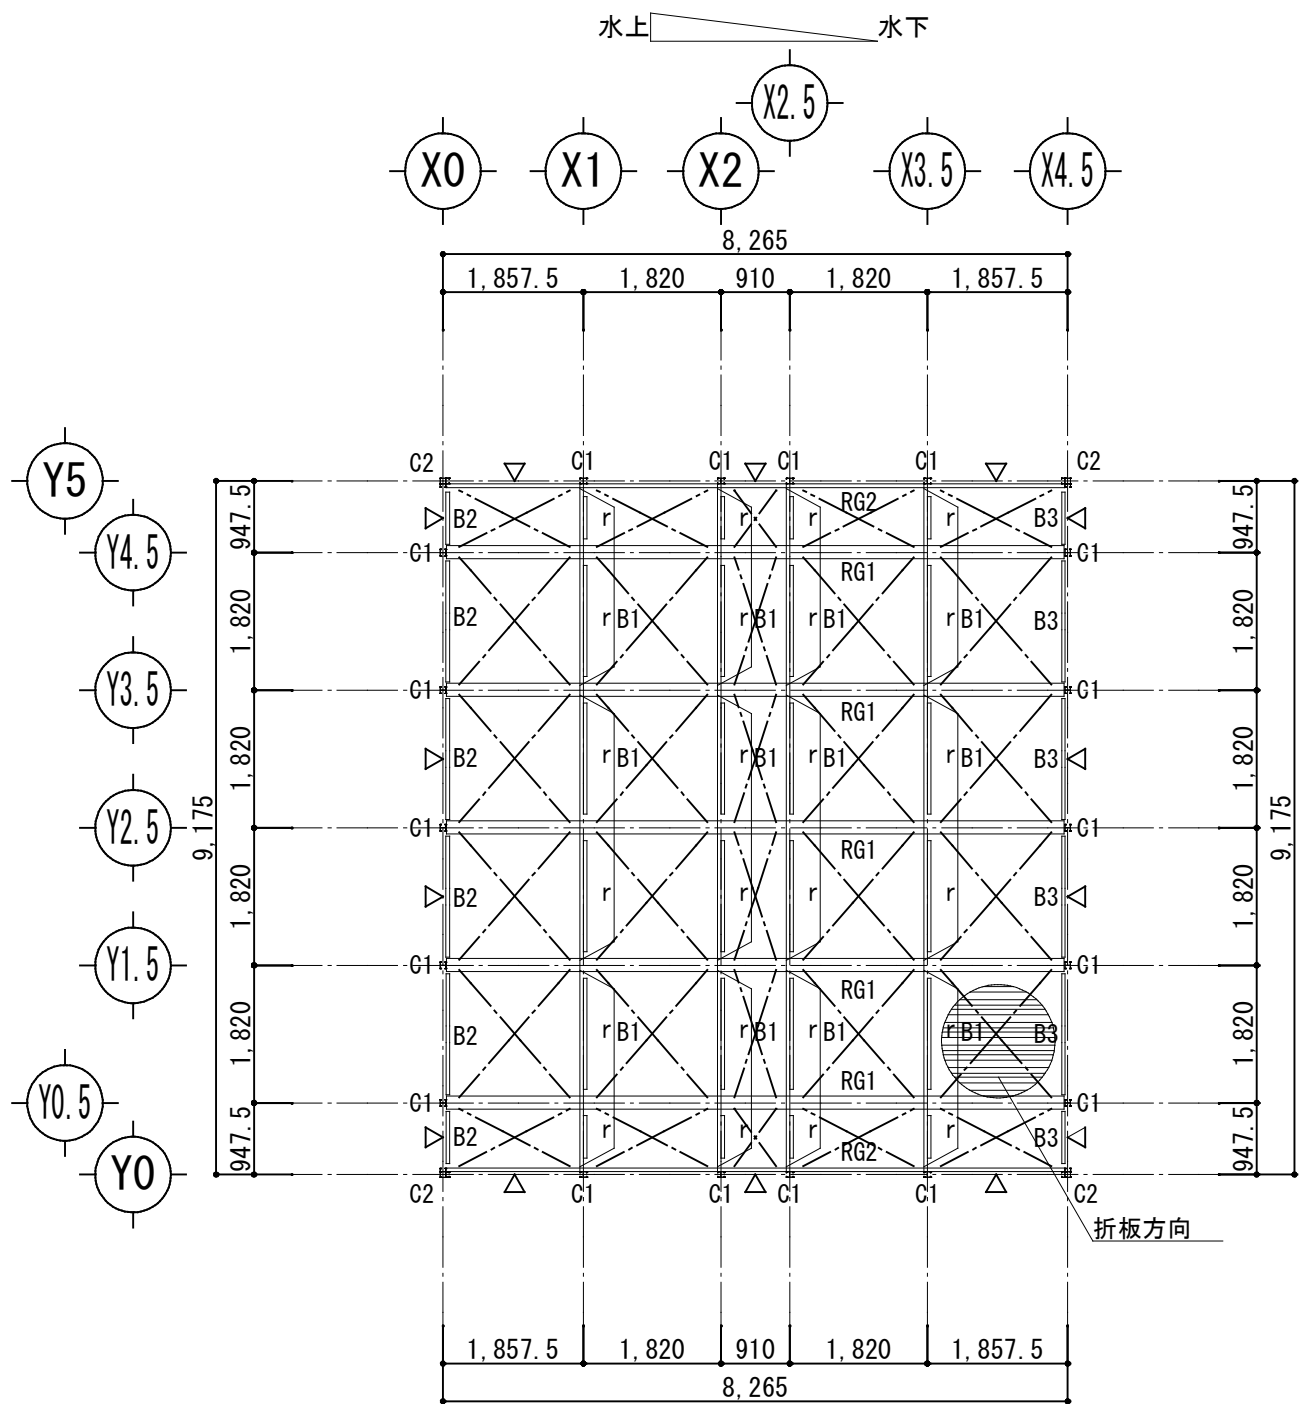 水上 水下
X2.5
X0 X1 X2 X3.5 X4.5
8,265
1,857.5 1,820 910 1,820 1,857.5
C2 C1 C1 C1 C1 C2
Y5
947.5 B2 r r r RG2 r B3 947.5
Y4.5 C1 C1
RG1
1,820 B2 r B1 r B1 r B1 r B1 B3 1,820
Y3.5 C1 C1
RG1
1,820 B2 r B1 r B1 r B1 r B1 B3 1,820
9,175 Y2.5 C1 C1 9,175
RG1
1,820 B2 r r r r B3 1,820
Y1.5 C1 C1
RG1
1,820 B2 r B1 r B1 r B1 r B1 B3 1,820
RG1
Y0.5 C1 C1
947.5 B2 r r r r B3 947.5
RG2
Y0
C2 C1 C1 C1 C1 C2
折板方向
1,857.5 1,820 910 1,820 1,857.5
8,265